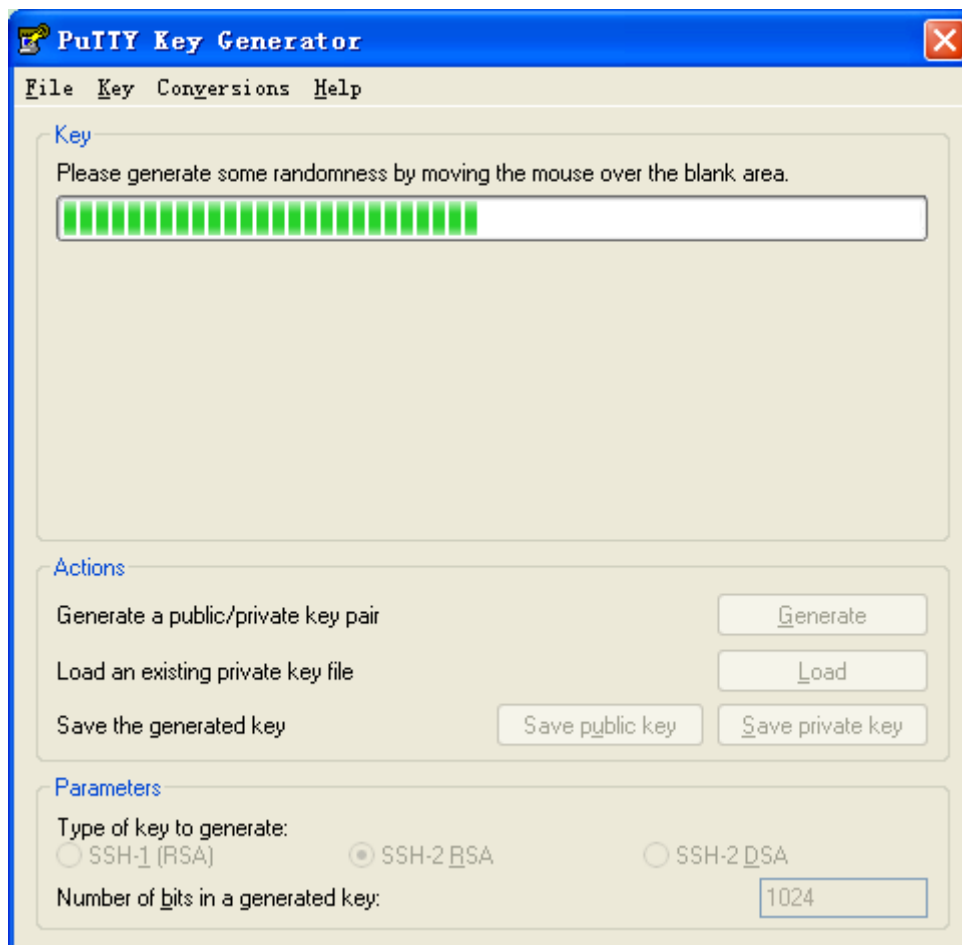 PuTTY Key Generator
File Key Conversions Help
Key
Please generate some randomness by moving the mouse over the blank area.
Actions
Generate a public/private key pair
Generate
Load an existing private key file
Load
Save the generated key
Save public key
Save private key
Parameters
Type of key to generate:
SSH-1 (RSA)
SSH-2 RSA
SSH-2 DSA
Number of bits in a generated key:
1024